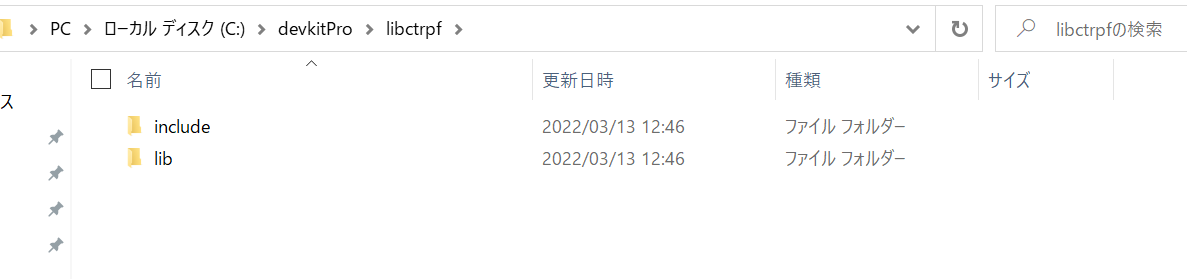 PC > ローカル ディスク (C:) > devkitPro > libctrpf >
libctrpfの検索
名前 更新日時 種類 サイズ
ス
include 2022/03/13 12:46 ファイル フォルダー
lib 2022/03/13 12:46 ファイル フォルダー